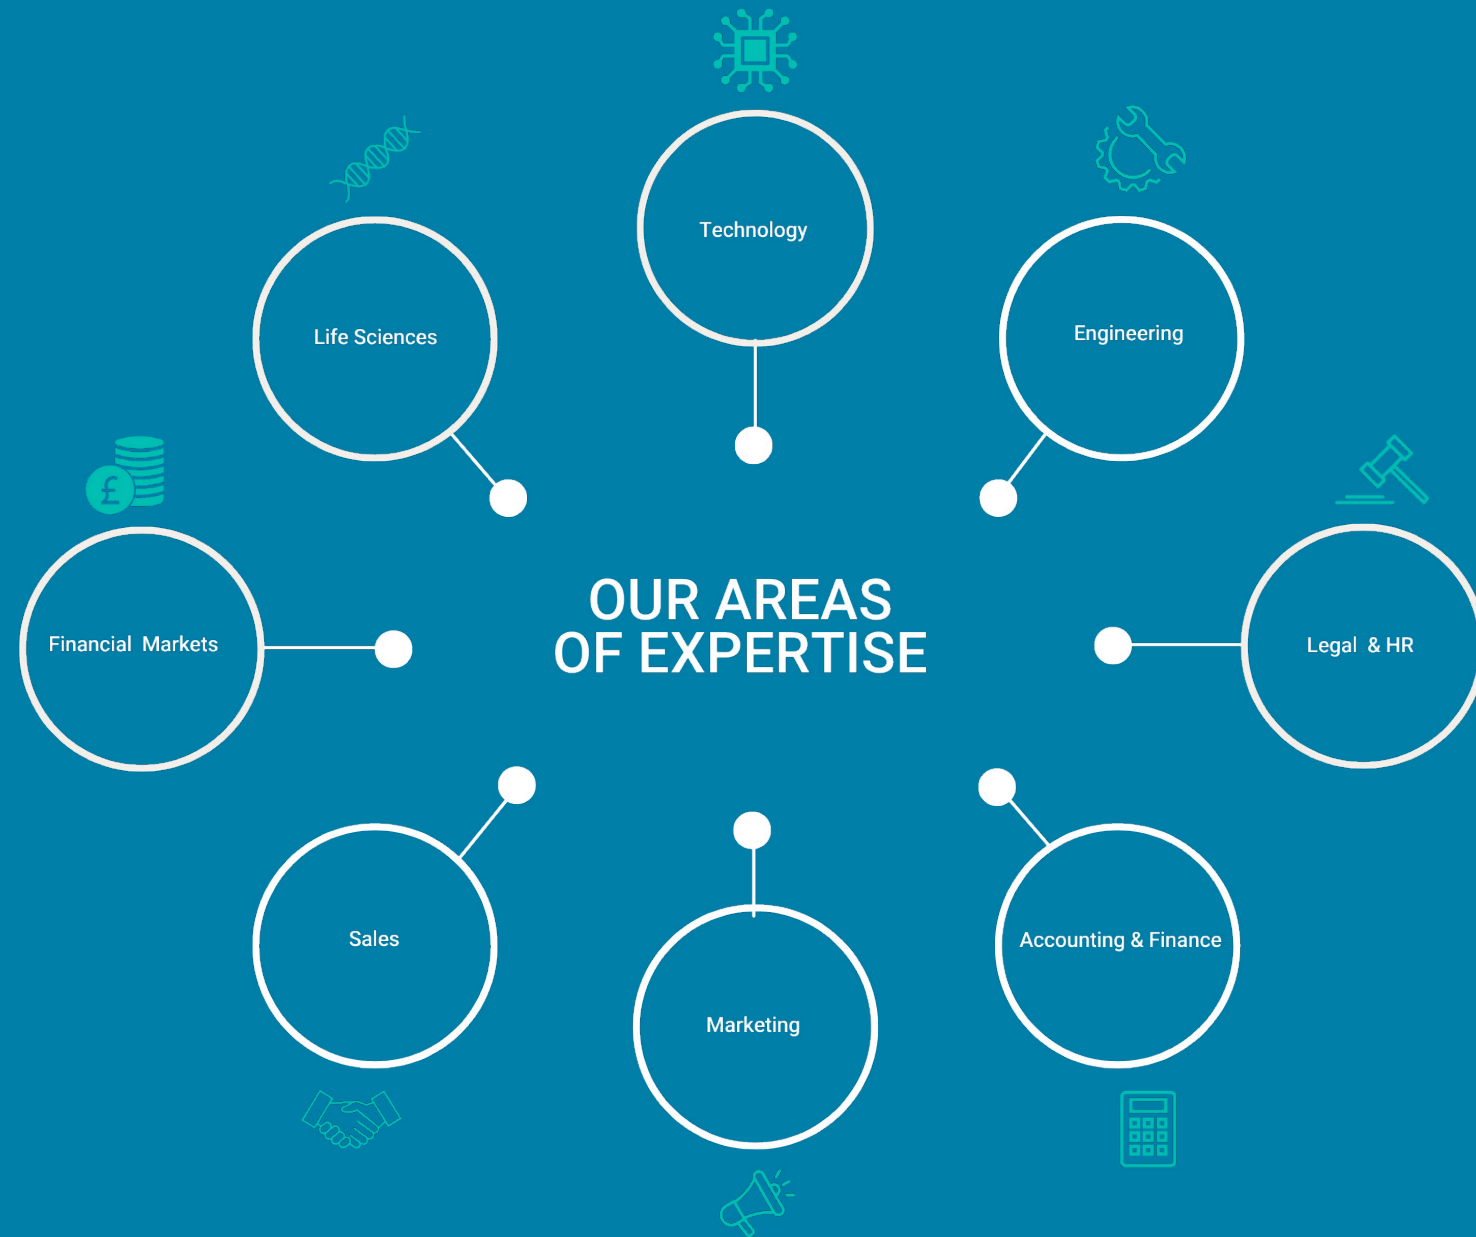 Technology
Life Sciences
Engineering
Financial Markets
£
OUR AREAS
OF EXPERTISE
Legal & HR
Sales
Accounting & Finance
Marketing